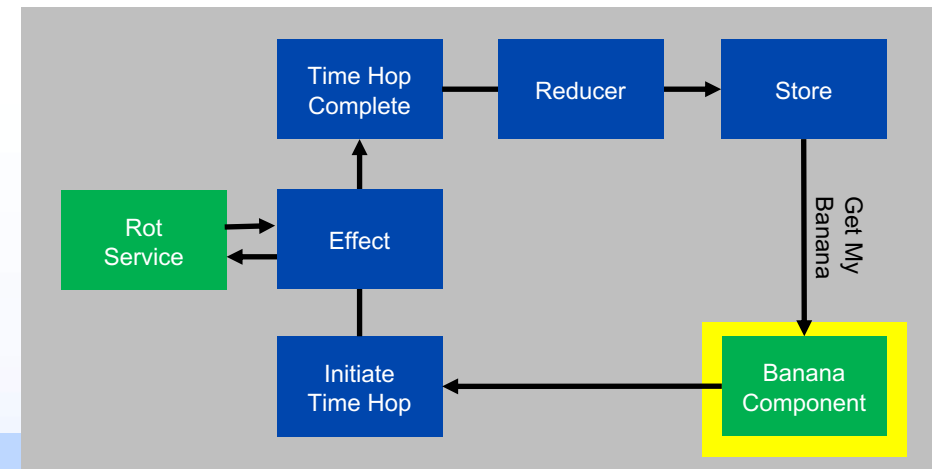 Time Hop
Complete
Reducer
Store
Rot
Service
Effect
Get My
Banana
Initiate
Time Hop
Banana
Component